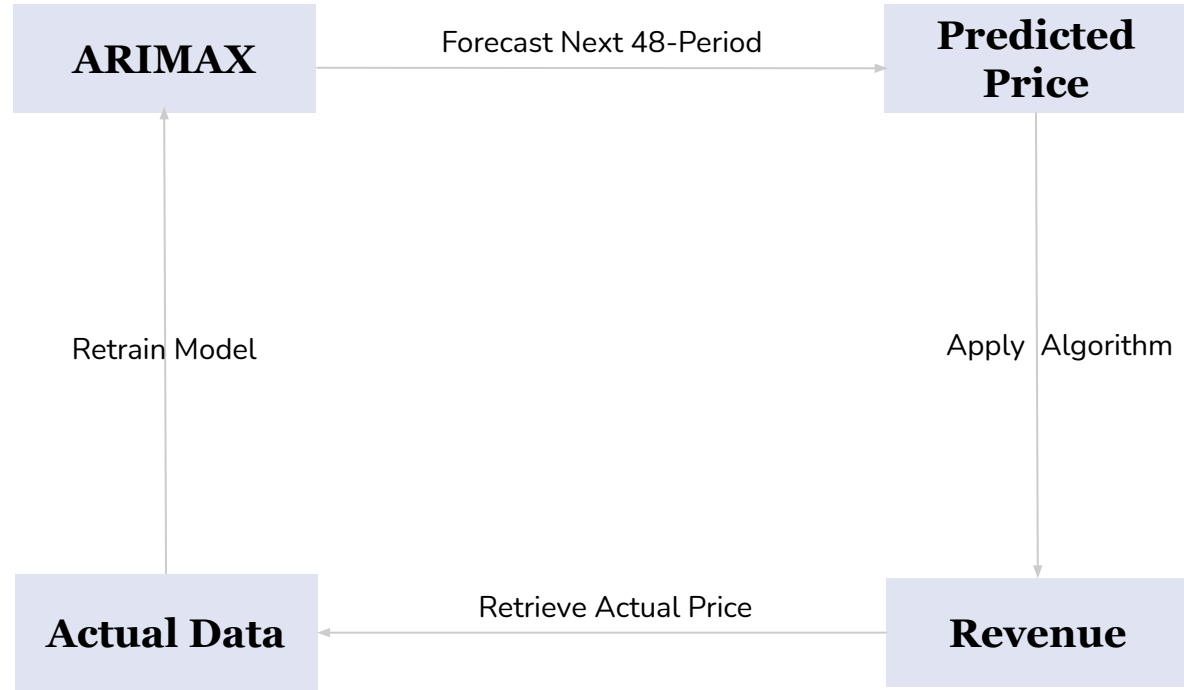 ARIMAX
Forecast Next 48-Period
Predicted
Price
Retrain Model
Apply Algorithm
Actual Data
Retrieve Actual Price
Revenue